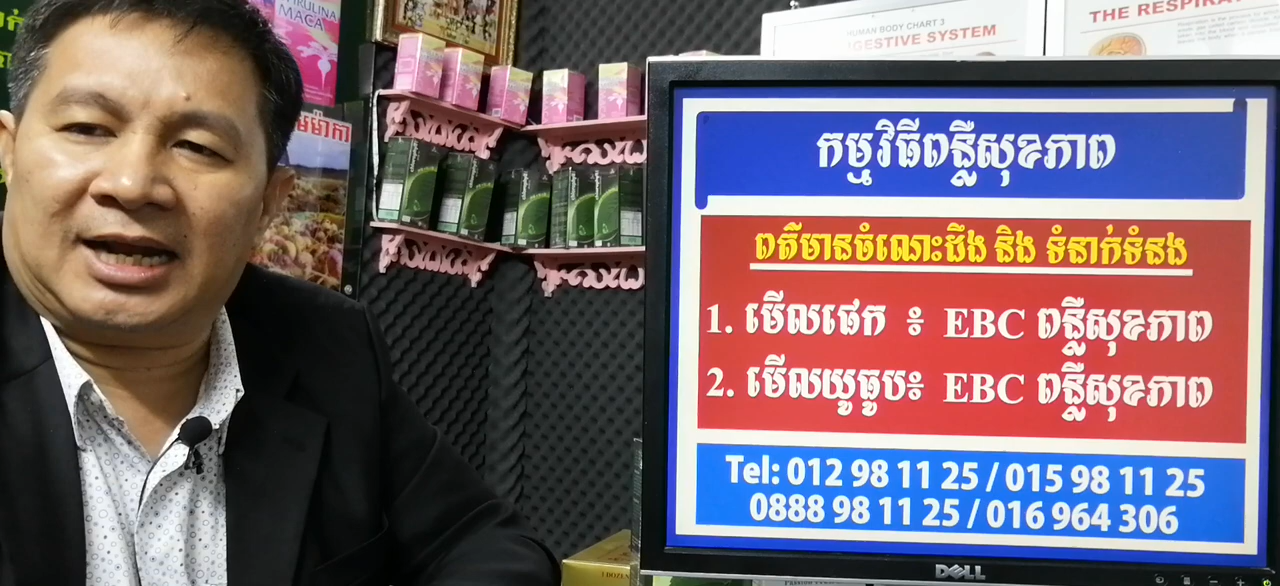 SPIRULINA
MACA
ម៉ាកា
HUMAN BODY CHART 3
DIGESTIVE SYSTEM
THE RESPIRA
កម្មវិធីពន្លឺសុខភាព
ពត៌មានចំណេះដឹង និង ទំនាក់ទំនង
1. មើលផេក ៖ EBC ពន្លឺសុខភាព
2. មើលយូធូប៖ EBC ពន្លឺសុខភាព
Tel: 012 98 11 25 / 015 98 11 25
0888 98 11 25 / 016 964 306
DELL